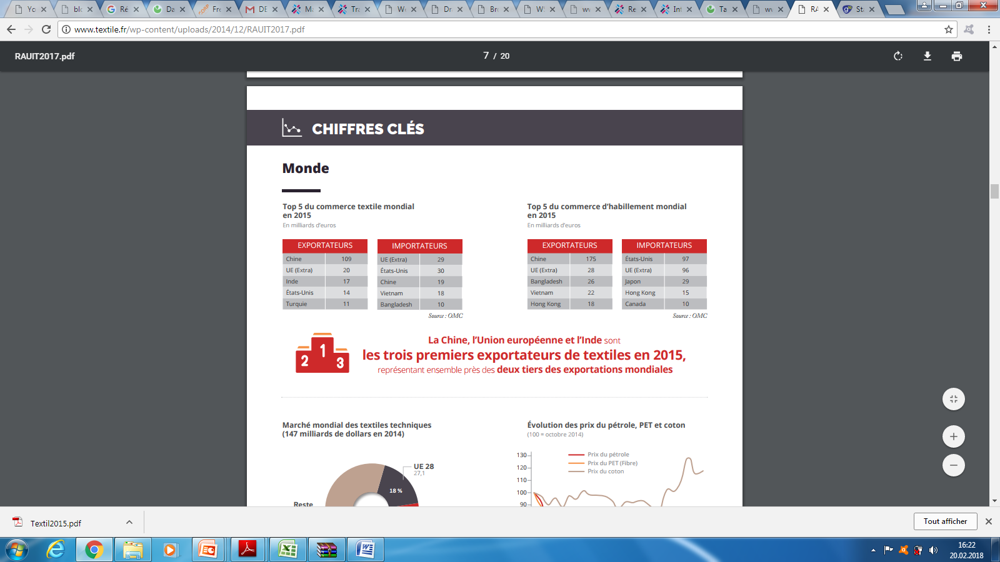 Yo
blo
Ré
Da
Fre
DE
Ma
Tra
We
Dr
Bro
WS
wv
Re
Int
Ta
wv
RA
Sta
www.textile.fr/wp-content/uploads/2014/12/RAUIT2017.pdf
RAUIT2017.pdf
7 / 20
CHIFFRES CLÉS
Monde
Top 5 du commerce textile mondial
en 2015
En milliards d'euros
EXPORTATEURS
Chine 109
UE (Extra) 20
Inde 17
États-Unis 14
Turquie 11
IMPORTATEURS
UE (Extra) 29
États-Unis 30
Chine 19
Vietnam 18
Bangladesh 10
Source : OMC
Top 5 du commerce d'habillement mondial
en 2015
En milliards d'euros
EXPORTATEURS
Chine 175
UE (Extra) 28
Bangladesh 26
Vietnam 22
Hong Kong 18
IMPORTATEURS
États-Unis 97
UE (Extra) 96
Japon 29
Hong Kong 15
Canada 10
Source : OMC
2 1 3
La Chine, l'Union européenne et l'Inde sont
les trois premiers exportateurs de textiles en 2015,
représentant ensemble près des deux tiers des exportations mondiales
Marché mondial des textiles techniques
(147 milliards de dollars en 2014)
UE 28
27,1
18 %
Reste
Évolution des prix du pétrole, PET et coton
(100 = octobre 2014)
Prix du pétrole
Prix du PET (Fibre)
Prix du coton
130
120
110
100
90
Textil2015.pdf
Tout afficher
16:22
20.02.2018